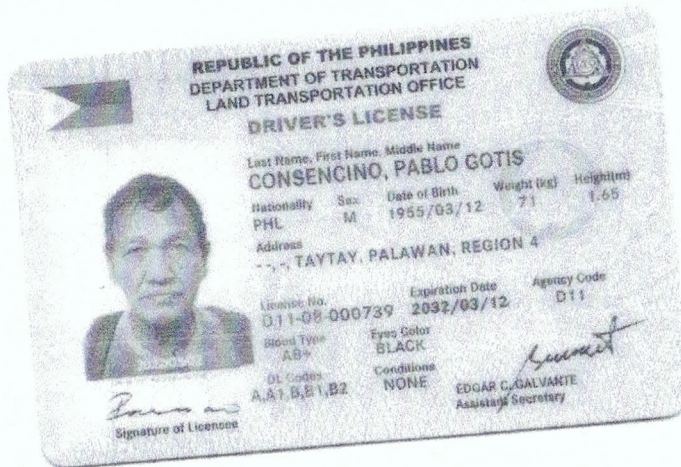 REPUBLIC OF THE PHILIPPINES
DEPARTMENT OF TRANSPORTATION
LAND TRANSPORTATION OFFICE
DRIVER'S LICENSE
Last Name, First Name, Middle Name
CONSENCINO, PABLO GOTIS
Nationality Sex Date of Birth Weight (kg) Height(m)
PHL M 1955/03/12 71 1.65
Address
--,-, TAYTAY, PALAWAN, REGION 4
License No. Expiration Date Agency Code
D11-08-000739 2032/03/12 D11
Blood Type Eyes Color
AB+ BLACK
DL Codes Conditions
A,A1,B,B1,B2 NONE
EDGAR C. GALVANTE
Assistant Secretary
Signature of Licensee